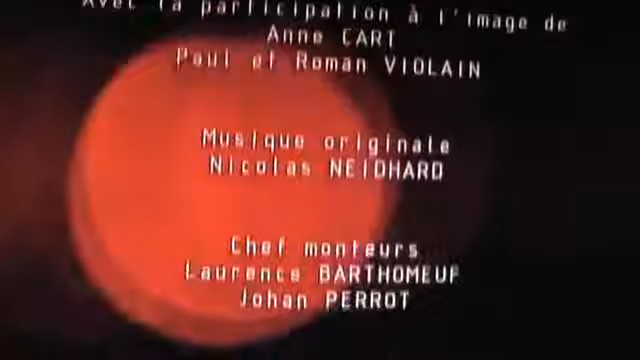 Avec la participation à l'image de
Anne CART
Paul et Roman VIOLAIN
Musique originale
Nicolas NEIDHARD
Chef monteurs
Laurence BARTHOMEUF
Johan PERROT